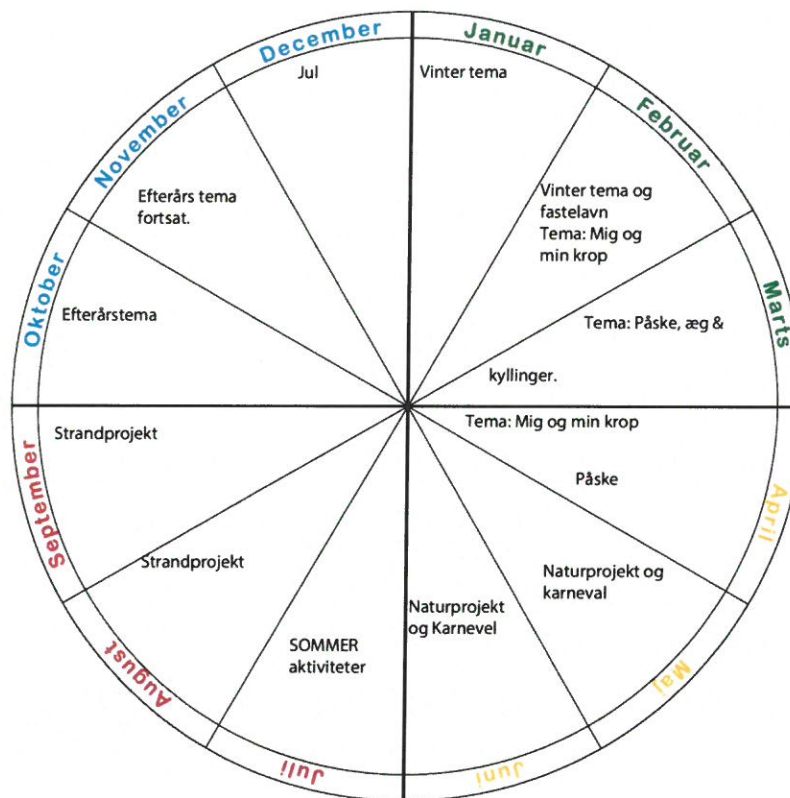 Januar
Vinter tema
Februar
Vinter tema og
fastelavn
Tema: Mig og
min krop
Marts
Tema: Påske, æg &
kyllinger.
April
Tema: Mig og min krop
Påske
Maj
Naturprojekt og
karneval
Juni
Naturprojekt
og Karnevel
Juli
SOMMER
aktiviteter
August
Strandprojekt
September
Strandprojekt
Oktober
Efterårstema
November
Efterårs tema
fortsat.
December
Jul